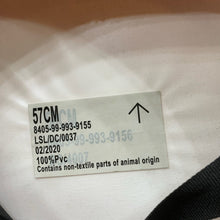 57CM
8405-99-993-9155
LSL/DC/0037
02/2020
100%Pvc
Contains non-textile parts of animal origin